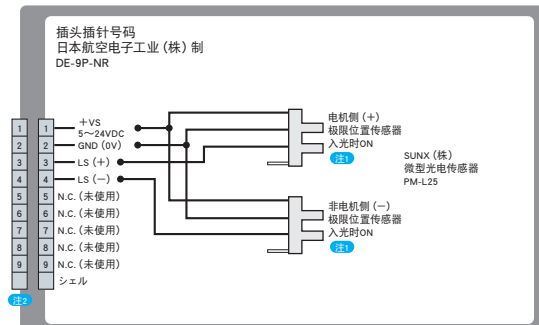 插头插针号码
日本航空电子工业（株）制
DE-9P-NR
1 1 ＋VS
5～24VDC
2 2 GND（0V）
3 3 LS（＋）
4 4 LS（－）
5 5 N.C.（未使用）
6 6 N.C.（未使用）
7 7 N.C.（未使用）
8 8 N.C.（未使用）
9 9 N.C.（未使用）
シェル
注2
电机侧（＋）
极限位置传感器
入光时ON
注1
SUNX（株）
微型光电传感器
PM-L25
非电机侧（－）
极限位置传感器
入光时ON
注1